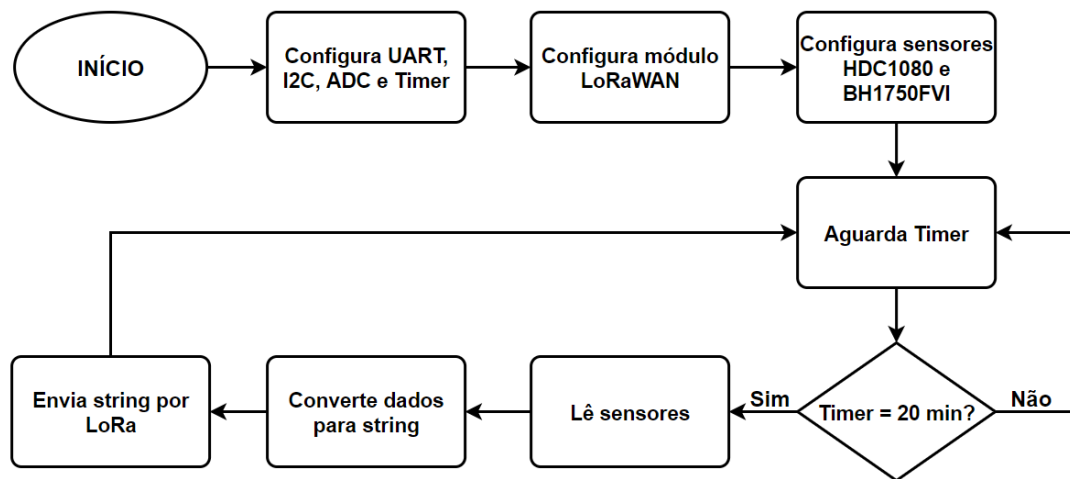 INÍCIO
Configura UART,
I2C, ADC e Timer
Configura módulo
LoRaWAN
Configura sensores
HDC1080 e
BH1750FVI
Aguarda Timer
Timer = 20 min?
Sim
Não
Lê sensores
Converte dados
para string
Envia string por
LoRa